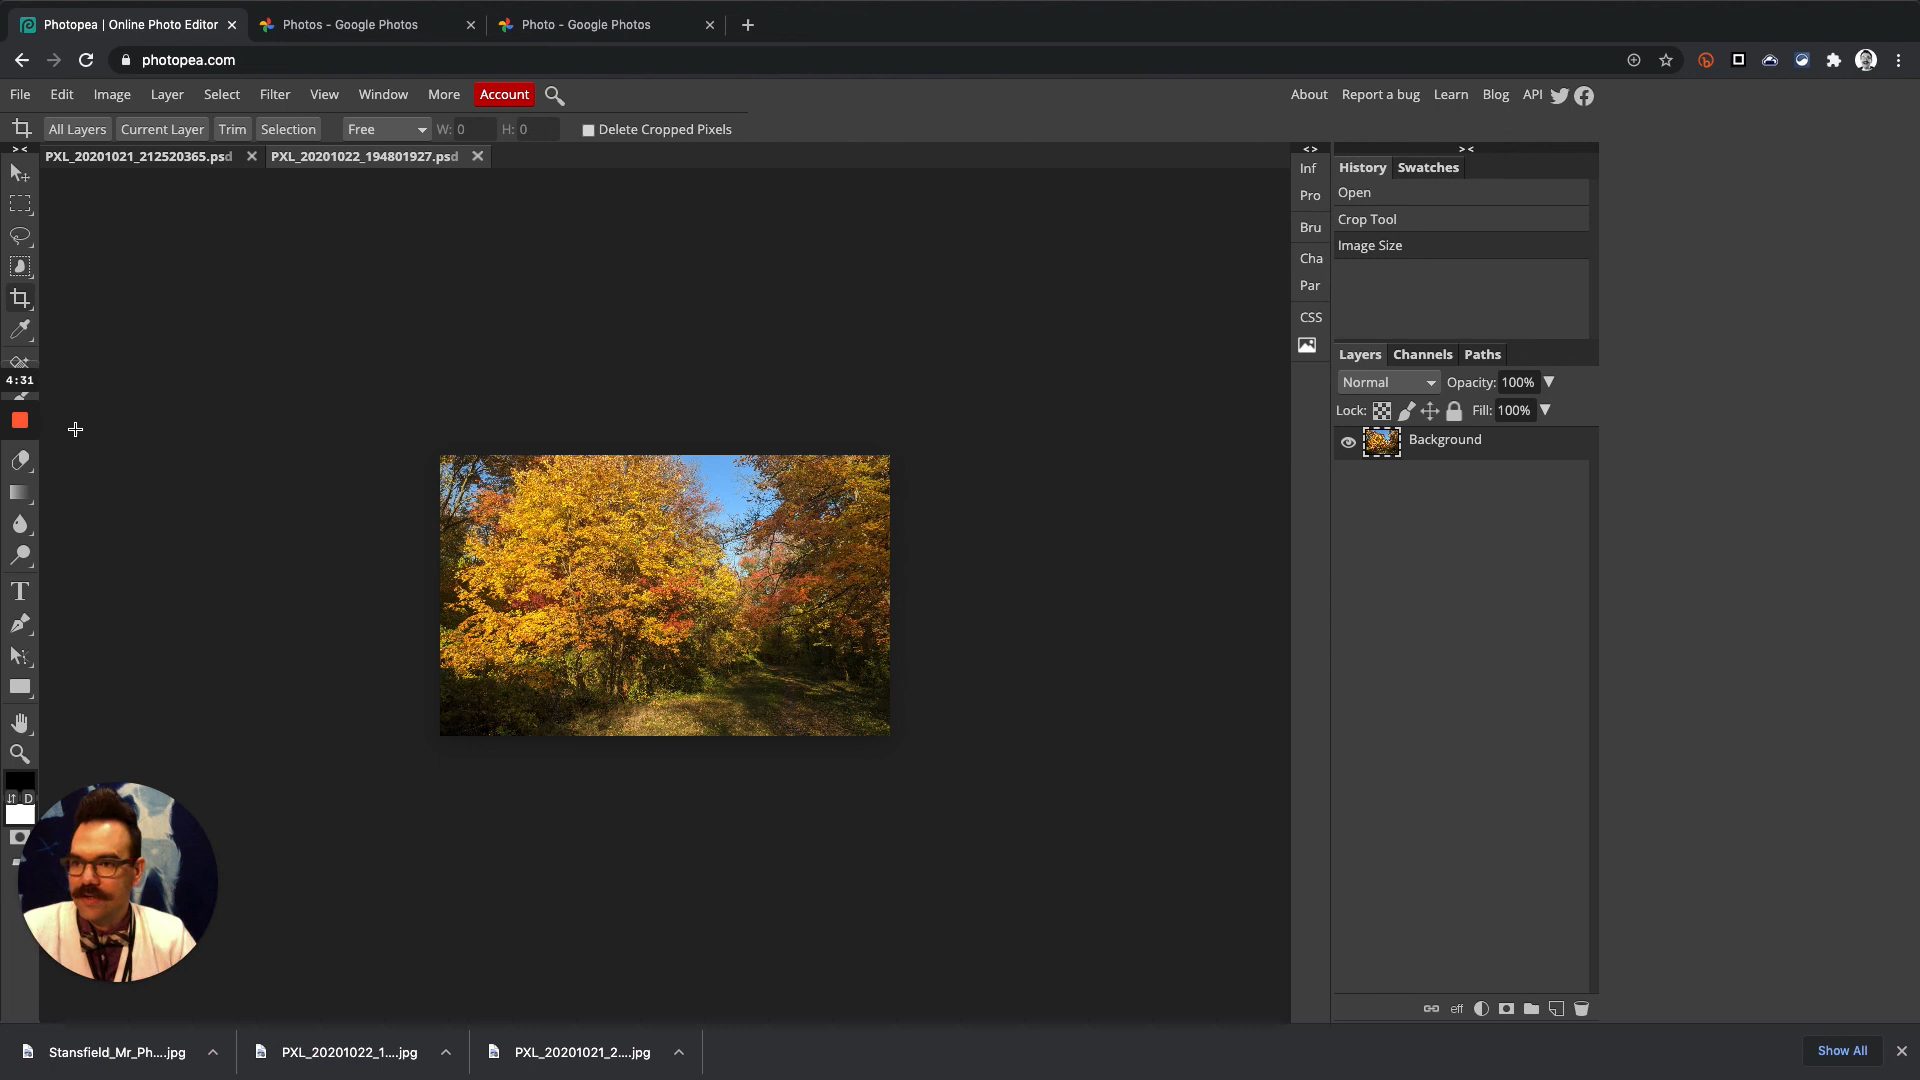 Photopea | Online Photo Editor
Photos - Google Photos
Photo - Google Photos
photopea.com
File Edit Image Layer Select Filter View Window More Account
About Report a bug Learn Blog API
All Layers Current Layer Trim Selection Free W: 0 H: 0 Delete Cropped Pixels
PXL_20201021_212520365.psd
PXL_20201022_194801927.psd
Inf
Pro
Bru
Cha
Par
CSS
History Swatches
Open
Crop Tool
Image Size
Layers Channels Paths
Normal Opacity: 100%
Lock: Fill: 100%
Background
4:31
T
D
eff
Stansfield_Mr_Ph....jpg
PXL_20201022_1....jpg
PXL_20201021_2....jpg
Show All